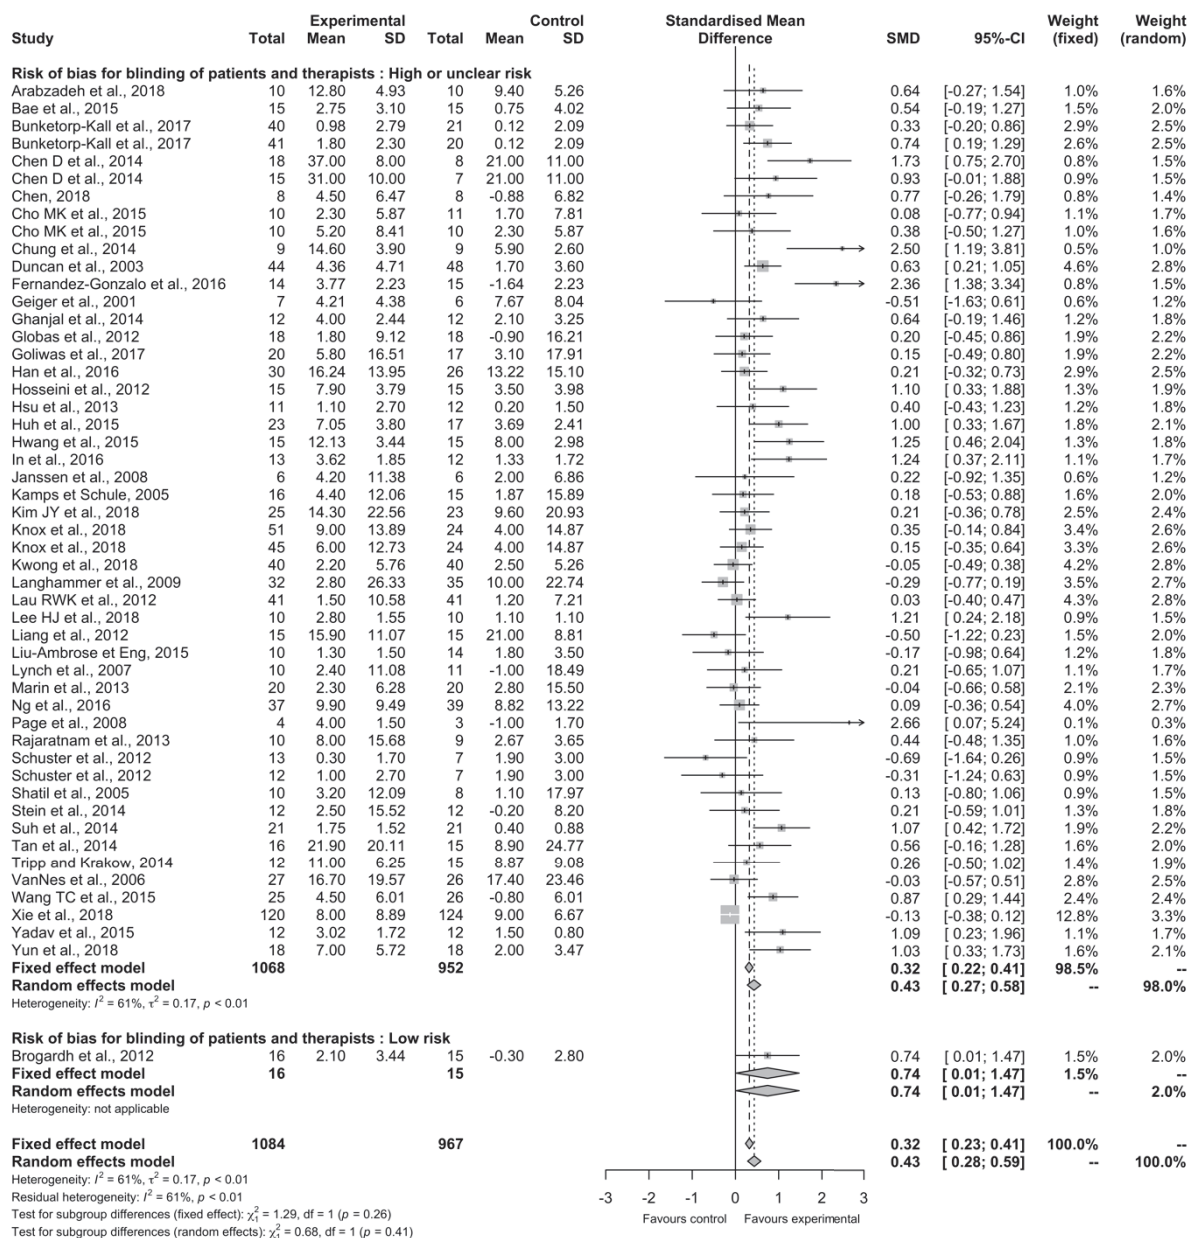 Experimental Control Standardised Mean Weight Weight
Study Total Mean SD Total Mean SD Difference SMD 95%-CI (fixed) (random)
Risk of bias for blinding of patients and therapists : High or unclear risk
Arabzadeh et al., 2018 10 12.80 4.93 10 9.40 5.26 0.64 [-0.27; 1.54] 1.0% 1.6%
Bae et al., 2015 15 2.75 3.10 15 0.75 4.02 0.54 [-0.19; 1.27] 1.5% 2.0%
Bunketorp-Kall et al., 2017 40 0.98 2.79 21 0.12 2.09 0.33 [-0.20; 0.86] 2.9% 2.5%
Bunketorp-Kall et al., 2017 41 1.80 2.30 20 0.12 2.09 0.74 [ 0.19; 1.29] 2.6% 2.5%
Chen D et al., 2014 18 37.00 8.00 8 21.00 11.00 1.73 [ 0.75; 2.70] 0.8% 1.5%
Chen D et al., 2014 15 31.00 10.00 7 21.00 11.00 0.93 [-0.01; 1.88] 0.9% 1.5%
Chen, 2018 8 4.50 6.47 8 -0.88 6.82 0.77 [-0.26; 1.79] 0.8% 1.4%
Cho MK et al., 2015 10 2.30 5.87 11 1.70 7.81 0.08 [-0.77; 0.94] 1.1% 1.7%
Cho MK et al., 2015 10 5.20 8.41 10 2.30 5.87 0.38 [-0.50; 1.27] 1.0% 1.6%
Chung et al., 2014 9 14.60 3.90 9 5.90 2.60 2.50 [ 1.19; 3.81] 0.5% 1.0%
Duncan et al., 2003 44 4.36 4.71 48 1.70 3.60 0.63 [ 0.21; 1.05] 4.6% 2.8%
Fernandez-Gonzalo et al., 2016 14 3.77 2.23 15 -1.64 2.23 2.36 [ 1.38; 3.34] 0.8% 1.5%
Geiger et al., 2001 7 4.21 4.38 6 7.67 8.04 -0.51 [-1.63; 0.61] 0.6% 1.2%
Ghanjal et al., 2014 12 4.00 2.44 12 2.10 3.25 0.64 [-0.19; 1.46] 1.2% 1.8%
Globas et al., 2012 18 1.80 9.12 18 -0.90 16.21 0.20 [-0.45; 0.86] 1.9% 2.2%
Goliwas et al., 2017 20 5.80 16.51 17 3.10 17.91 0.15 [-0.49; 0.80] 1.9% 2.2%
Han et al., 2016 30 16.24 13.95 26 13.22 15.10 0.21 [-0.32; 0.73] 2.9% 2.5%
Hosseini et al., 2012 15 7.90 3.79 15 3.50 3.98 1.10 [ 0.33; 1.88] 1.3% 1.9%
Hsu et al., 2013 11 1.10 2.70 12 0.20 1.50 0.40 [-0.43; 1.23] 1.2% 1.8%
Huh et al., 2015 23 7.05 3.80 17 3.69 2.41 1.00 [ 0.33; 1.67] 1.8% 2.1%
Hwang et al., 2015 15 12.13 3.44 15 8.00 2.98 1.25 [ 0.46; 2.04] 1.3% 1.8%
In et al., 2016 13 3.62 1.85 12 1.33 1.72 1.24 [ 0.37; 2.11] 1.1% 1.7%
Janssen et al., 2008 6 4.20 11.38 6 2.00 6.86 0.22 [-0.92; 1.35] 0.6% 1.2%
Kamps et Schule, 2005 16 4.40 12.06 15 1.87 15.89 0.18 [-0.53; 0.88] 1.6% 2.0%
Kim JY et al., 2018 25 14.30 22.56 23 9.60 20.93 0.21 [-0.36; 0.78] 2.5% 2.4%
Knox et al., 2018 51 9.00 13.89 24 4.00 14.87 0.35 [-0.14; 0.84] 3.4% 2.6%
Knox et al., 2018 45 6.00 12.73 24 4.00 14.87 0.15 [-0.35; 0.64] 3.3% 2.6%
Kwong et al., 2018 40 2.20 5.76 40 2.50 5.26 -0.05 [-0.49; 0.38] 4.2% 2.8%
Langhammer et al., 2009 32 2.80 26.33 35 10.00 22.74 -0.29 [-0.77; 0.19] 3.5% 2.7%
Lau RWK et al., 2012 41 1.50 10.58 41 1.20 7.21 0.03 [-0.40; 0.47] 4.3% 2.8%
Lee HJ et al., 2018 10 2.80 1.55 10 1.10 1.10 1.21 [ 0.24; 2.18] 0.9% 1.5%
Liang et al., 2012 15 15.90 11.07 15 21.00 8.81 -0.50 [-1.22; 0.23] 1.5% 2.0%
Liu-Ambrose et Eng, 2015 10 1.30 1.50 14 1.80 3.50 -0.17 [-0.98; 0.64] 1.2% 1.8%
Lynch et al., 2007 10 2.40 11.08 11 -1.00 18.49 0.21 [-0.65; 1.07] 1.1% 1.7%
Marin et al., 2013 20 2.30 6.28 20 2.80 15.50 -0.04 [-0.66; 0.58] 2.1% 2.3%
Ng et al., 2016 37 9.90 9.49 39 8.82 13.22 0.09 [-0.36; 0.54] 4.0% 2.7%
Page et al., 2008 4 4.00 1.50 3 -1.00 1.70 2.66 [ 0.07; 5.24] 0.1% 0.3%
Rajaratnam et al., 2013 10 8.00 15.68 9 2.67 3.65 0.44 [-0.48; 1.35] 1.0% 1.6%
Schuster et al., 2012 13 0.30 1.70 7 1.90 3.00 -0.69 [-1.64; 0.26] 0.9% 1.5%
Schuster et al., 2012 12 1.00 2.70 7 1.90 3.00 -0.31 [-1.24; 0.63] 0.9% 1.5%
Shatil et al., 2005 10 3.20 12.09 8 1.10 17.97 0.13 [-0.80; 1.06] 0.9% 1.6%
Stein et al., 2014 12 2.50 15.52 12 -0.20 8.20 0.21 [-0.59; 1.01] 1.3% 1.8%
Suh et al., 2014 21 1.75 1.52 21 0.40 0.88 1.07 [ 0.42; 1.72] 1.9% 2.2%
Tan et al., 2014 16 21.90 20.11 15 8.90 24.77 0.56 [-0.16; 1.28] 1.5% 2.0%
Tripp and Krakow, 2014 12 11.00 6.25 15 8.87 9.08 0.26 [-0.50; 1.02] 1.4% 1.9%
VanNes et al., 2006 27 16.70 19.57 26 17.40 23.46 -0.03 [-0.57; 0.51] 2.8% 2.5%
Wang TC et al., 2015 25 4.50 6.01 26 -0.80 6.01 0.87 [ 0.29; 1.44] 2.4% 2.4%
Xie et al., 2018 120 8.00 8.89 124 9.00 6.67 -0.13 [-0.38; 0.12] 12.8% 3.3%
Yadav et al., 2015 12 3.02 1.72 12 1.50 0.80 1.09 [ 0.23; 1.96] 1.1% 1.7%
Yun et al., 2018 18 7.00 5.72 18 2.00 3.47 1.03 [ 0.33; 1.73] 1.6% 2.1%
Fixed effect model 1068 952 0.32 [ 0.22; 0.41] 98.5% --
Random effects model 0.43 [ 0.27; 0.58] -- 98.0%
Heterogeneity: I² = 61%, τ² = 0.17, p < 0.01
Risk of bias for blinding of patients and therapists : Low risk
Brogardh et al., 2012 16 2.10 3.44 15 -0.30 2.80 0.74 [ 0.01; 1.47] 1.5% 2.0%
Fixed effect model 16 15 0.74 [ 0.01; 1.47] 1.5% --
Random effects model 0.74 [ 0.01; 1.47] -- 2.0%
Heterogeneity: not applicable
Fixed effect model 1084 967 0.32 [ 0.23; 0.41] 100.0% --
Random effects model 0.43 [ 0.28; 0.59] -- 100.0%
Heterogeneity: I² = 61%, τ² = 0.17, p < 0.01
Residual heterogeneity: I² = 61%, p < 0.01
-3 -2 -1 0 1 2 3
Test for subgroup differences (fixed effect): χ₁² = 1.29, df = 1 (p = 0.26)
Favours control Favours experimental
Test for subgroup differences (random effects): χ₁² = 0.68, df = 1 (p = 0.41)